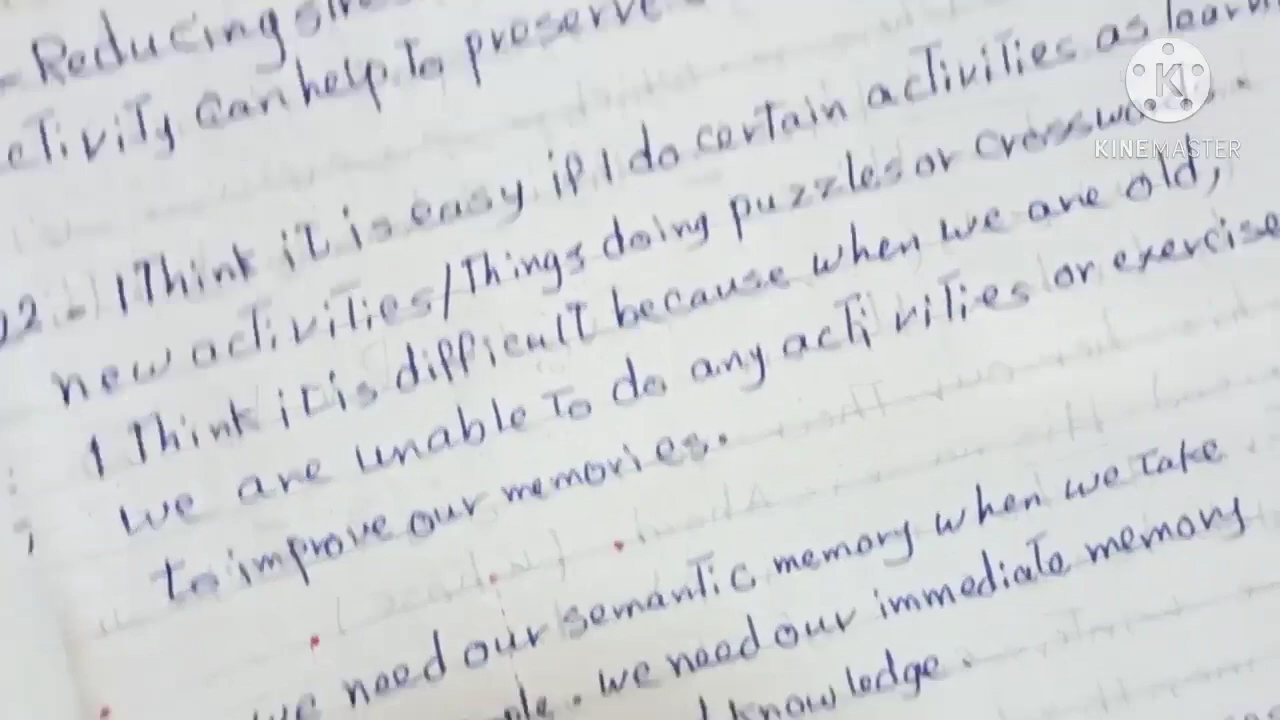 - Reducing
activity can help to preserve
02 - I Think it is easy if I do certain activities as
new activities/Things doing puzzles or
I Think it is difficult because when we are old,
we are unable To do any activities or exercise
to improve our memories.
we need our semantic memory when we Take
we need our immediate memory
knowledge.
K
KINEMASTER